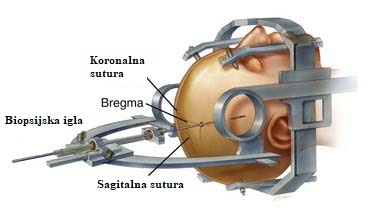 Koronalna
sutura
Bregma
Biopsijska igla
Sagitalna sutura